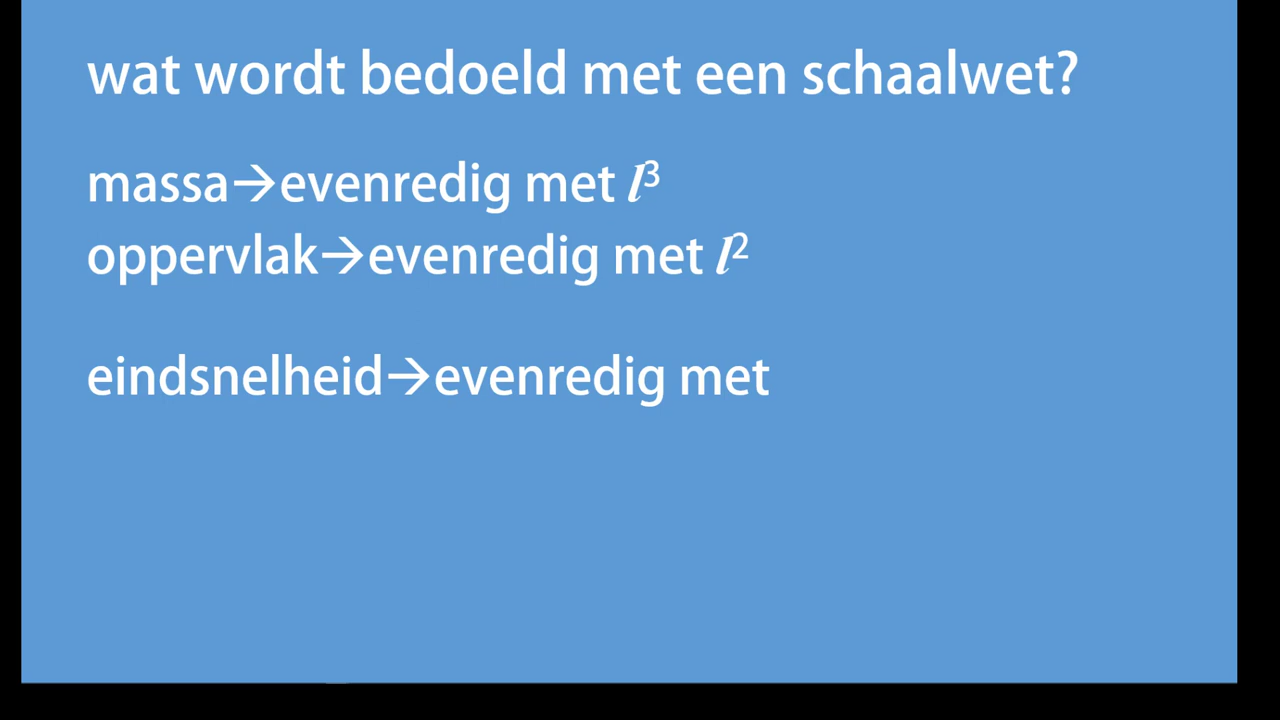 wat wordt bedoeld met een schaalwet?
massa→evenredig met l³
oppervlak→evenredig met l²
eindsnelheid→evenredig met